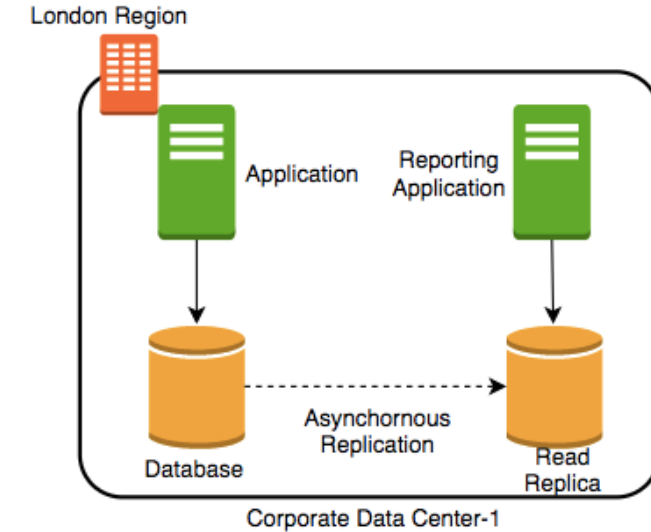 London Region
Application
Reporting
Application
Asynchornous
Replication
Database
Read
Replica
Corporate Data Center-1